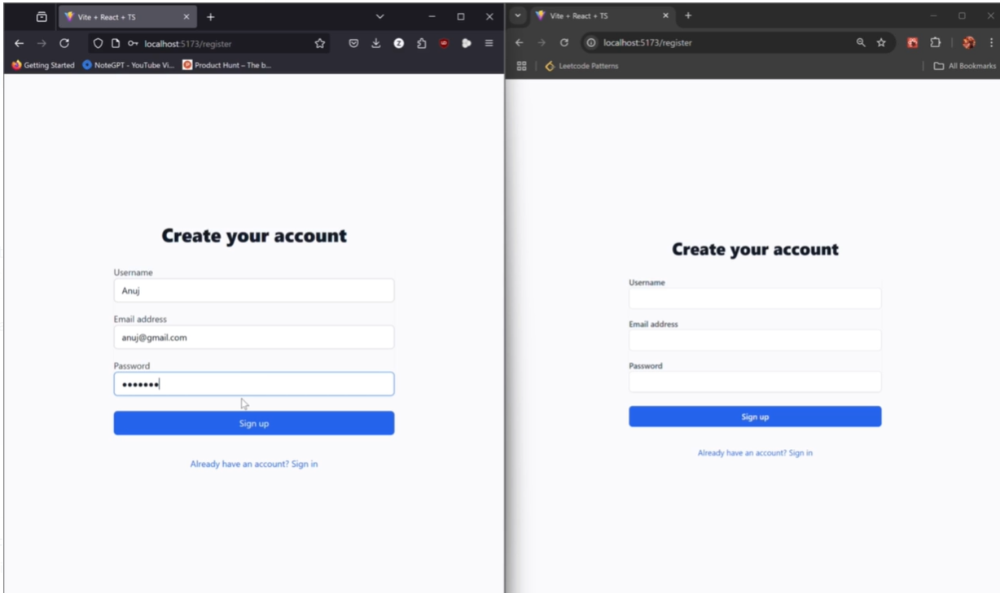 Vite + React + TS
localhost:5173/register
Getting Started NoteGPT - YouTube Vi... Product Hunt – The b...
Create your account
Username
Anuj
Email address
anuj@gmail.com
Password
•••••••
Sign up
Already have an account? Sign in
Vite + React + TS
localhost:5173/register
Leetcode Patterns All Bookmarks
Create your account
Username
Email address
Password
Sign up
Already have an account? Sign in